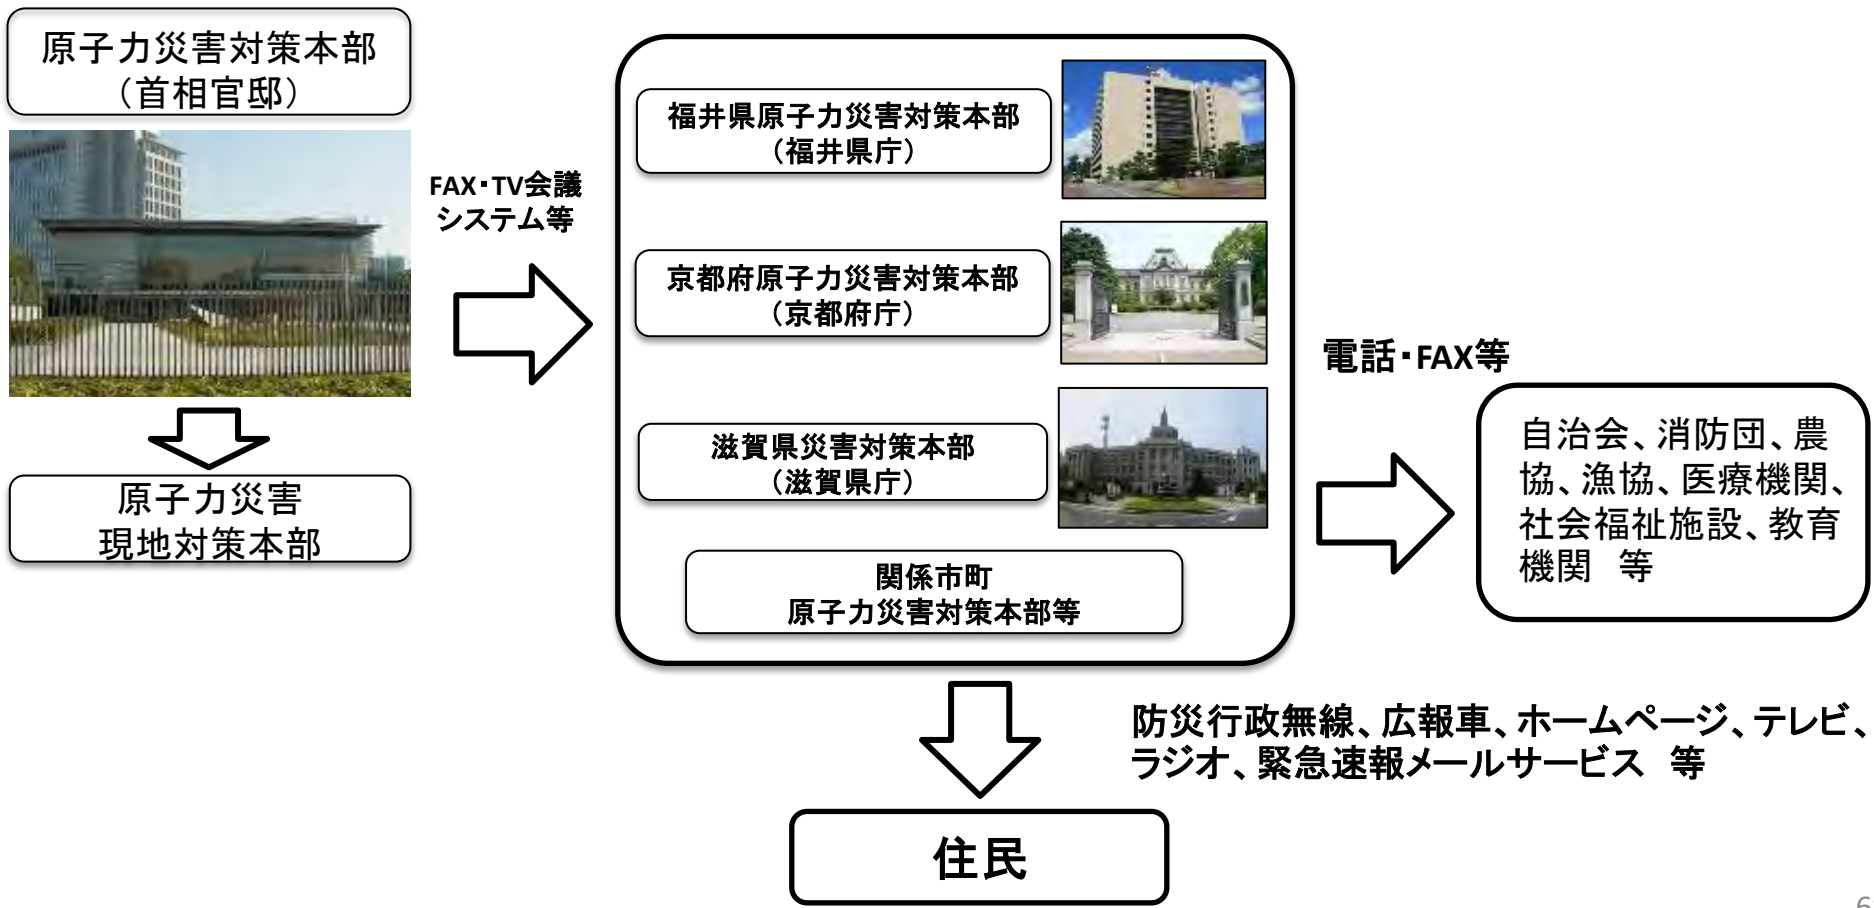 原子力災害対策本部
（首相官邸）
FAX・TV会議
システム等
原子力災害
現地対策本部
福井県原子力災害対策本部
（福井県庁）
京都府原子力災害対策本部
（京都府庁）
滋賀県災害対策本部
（滋賀県庁）
関係市町
原子力災害対策本部等
電話・FAX等
自治会、消防団、農
協、漁協、医療機関、
社会福祉施設、教育
機関　等
防災行政無線、広報車、ホームページ、テレビ、
ラジオ、緊急速報メールサービス　等
住民
6